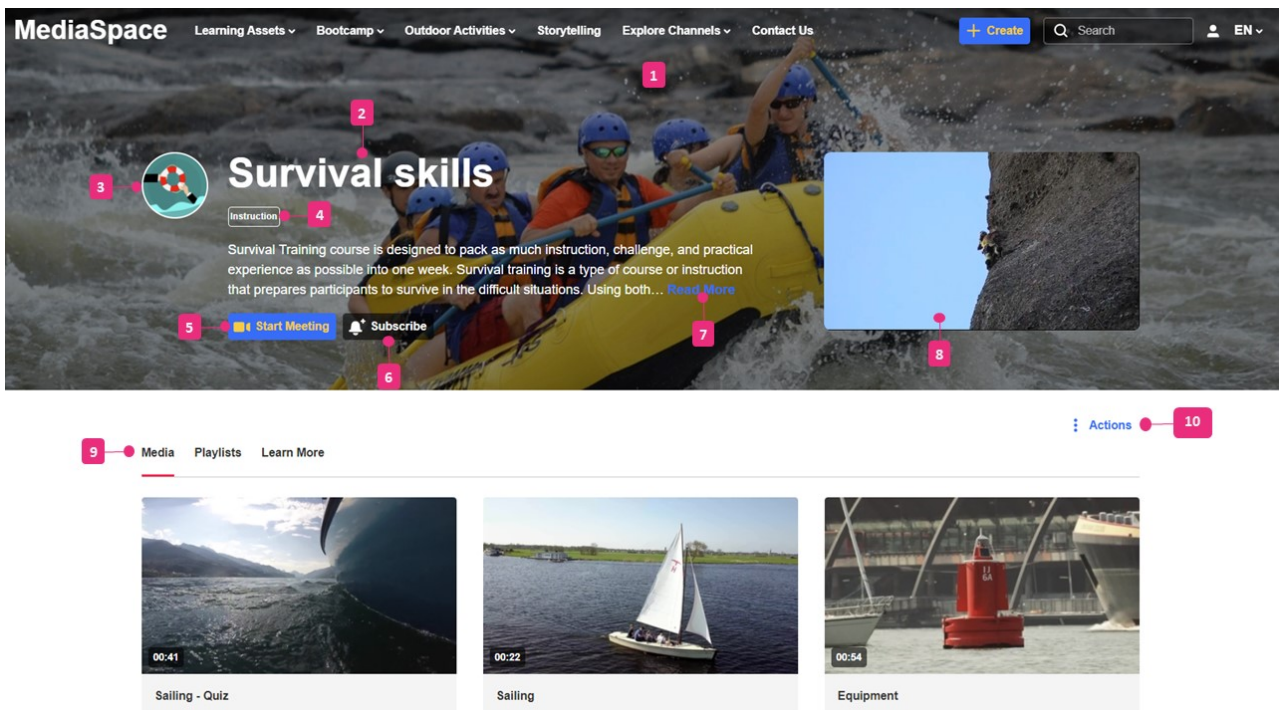 MediaSpace Learning Assets Bootcamp Outdoor Activities Storytelling Explore Channels Contact Us + Create Search EN
1
2
3
Survival skills
Instruction
4
Survival Training course is designed to pack as much instruction, challenge, and practical
experience as possible into one week. Survival training is a type of course or instruction
that prepares participants to survive in the difficult situations. Using both... Read More
5
Start Meeting
Subscribe
7
8
6
Actions
10
9
Media Playlists Learn More
IJ
6A
00:41
00:22
00:54
Sailing - Quiz
Sailing
Equipment